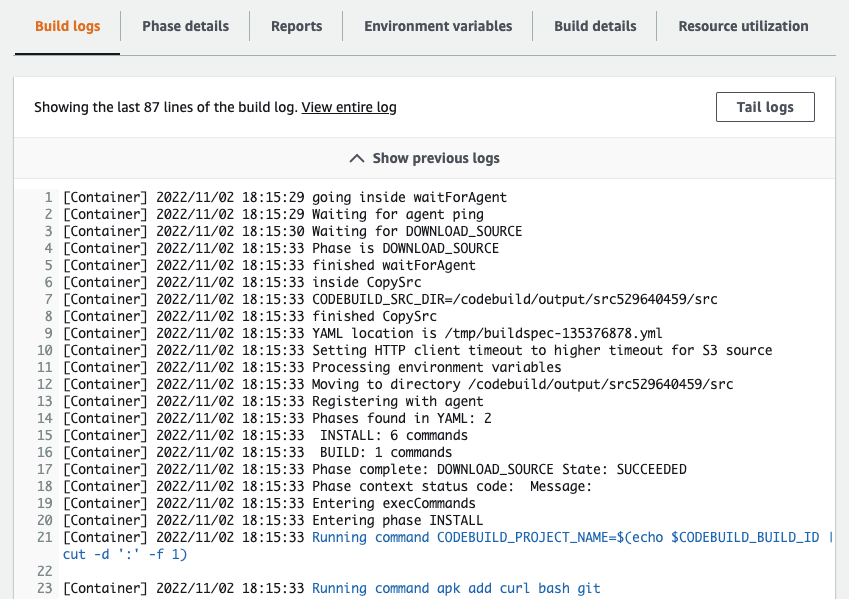 Build logs Phase details Reports Environment variables Build details Resource utilization
Showing the last 87 lines of the build log. View entire log Tail logs
Show previous logs
1 [Container] 2022/11/02 18:15:29 going inside waitForAgent
2 [Container] 2022/11/02 18:15:29 Waiting for agent ping
3 [Container] 2022/11/02 18:15:30 Waiting for DOWNLOAD_SOURCE
4 [Container] 2022/11/02 18:15:33 Phase is DOWNLOAD_SOURCE
5 [Container] 2022/11/02 18:15:33 finished waitForAgent
6 [Container] 2022/11/02 18:15:33 inside CopySrc
7 [Container] 2022/11/02 18:15:33 CODEBUILD_SRC_DIR=/codebuild/output/src529640459/src
8 [Container] 2022/11/02 18:15:33 finished CopySrc
9 [Container] 2022/11/02 18:15:33 YAML location is /tmp/buildspec-135376878.yml
10 [Container] 2022/11/02 18:15:33 Setting HTTP client timeout to higher timeout for S3 source
11 [Container] 2022/11/02 18:15:33 Processing environment variables
12 [Container] 2022/11/02 18:15:33 Moving to directory /codebuild/output/src529640459/src
13 [Container] 2022/11/02 18:15:33 Registering with agent
14 [Container] 2022/11/02 18:15:33 Phases found in YAML: 2
15 [Container] 2022/11/02 18:15:33  INSTALL: 6 commands
16 [Container] 2022/11/02 18:15:33  BUILD: 1 commands
17 [Container] 2022/11/02 18:15:33 Phase complete: DOWNLOAD_SOURCE State: SUCCEEDED
18 [Container] 2022/11/02 18:15:33 Phase context status code:  Message:
19 [Container] 2022/11/02 18:15:33 Entering execCommands
20 [Container] 2022/11/02 18:15:33 Entering phase INSTALL
21 [Container] 2022/11/02 18:15:33 Running command CODEBUILD_PROJECT_NAME=$(echo $CODEBUILD_BUILD_ID |
cut -d ':' -f 1)
22
23 [Container] 2022/11/02 18:15:33 Running command apk add curl bash git